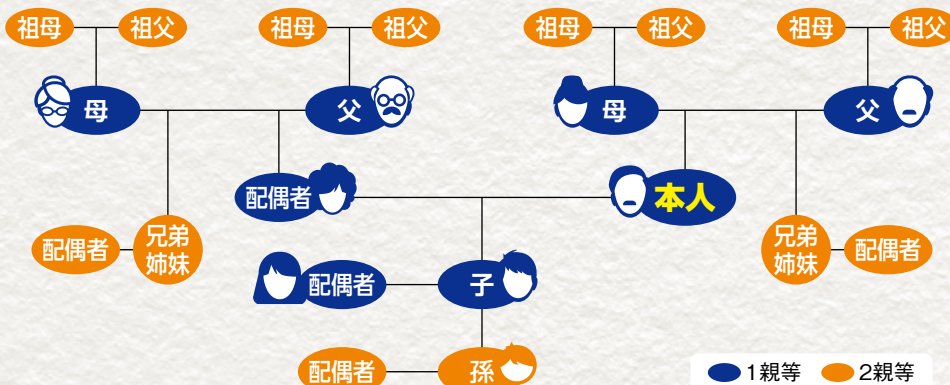 祖母 祖父 祖母 祖父 祖母 祖父 祖母 祖父
母 父 母 父
配偶者 本人
配偶者 兄弟
姉妹
兄弟
姉妹 配偶者
配偶者 子
配偶者 孫
1親等 2親等